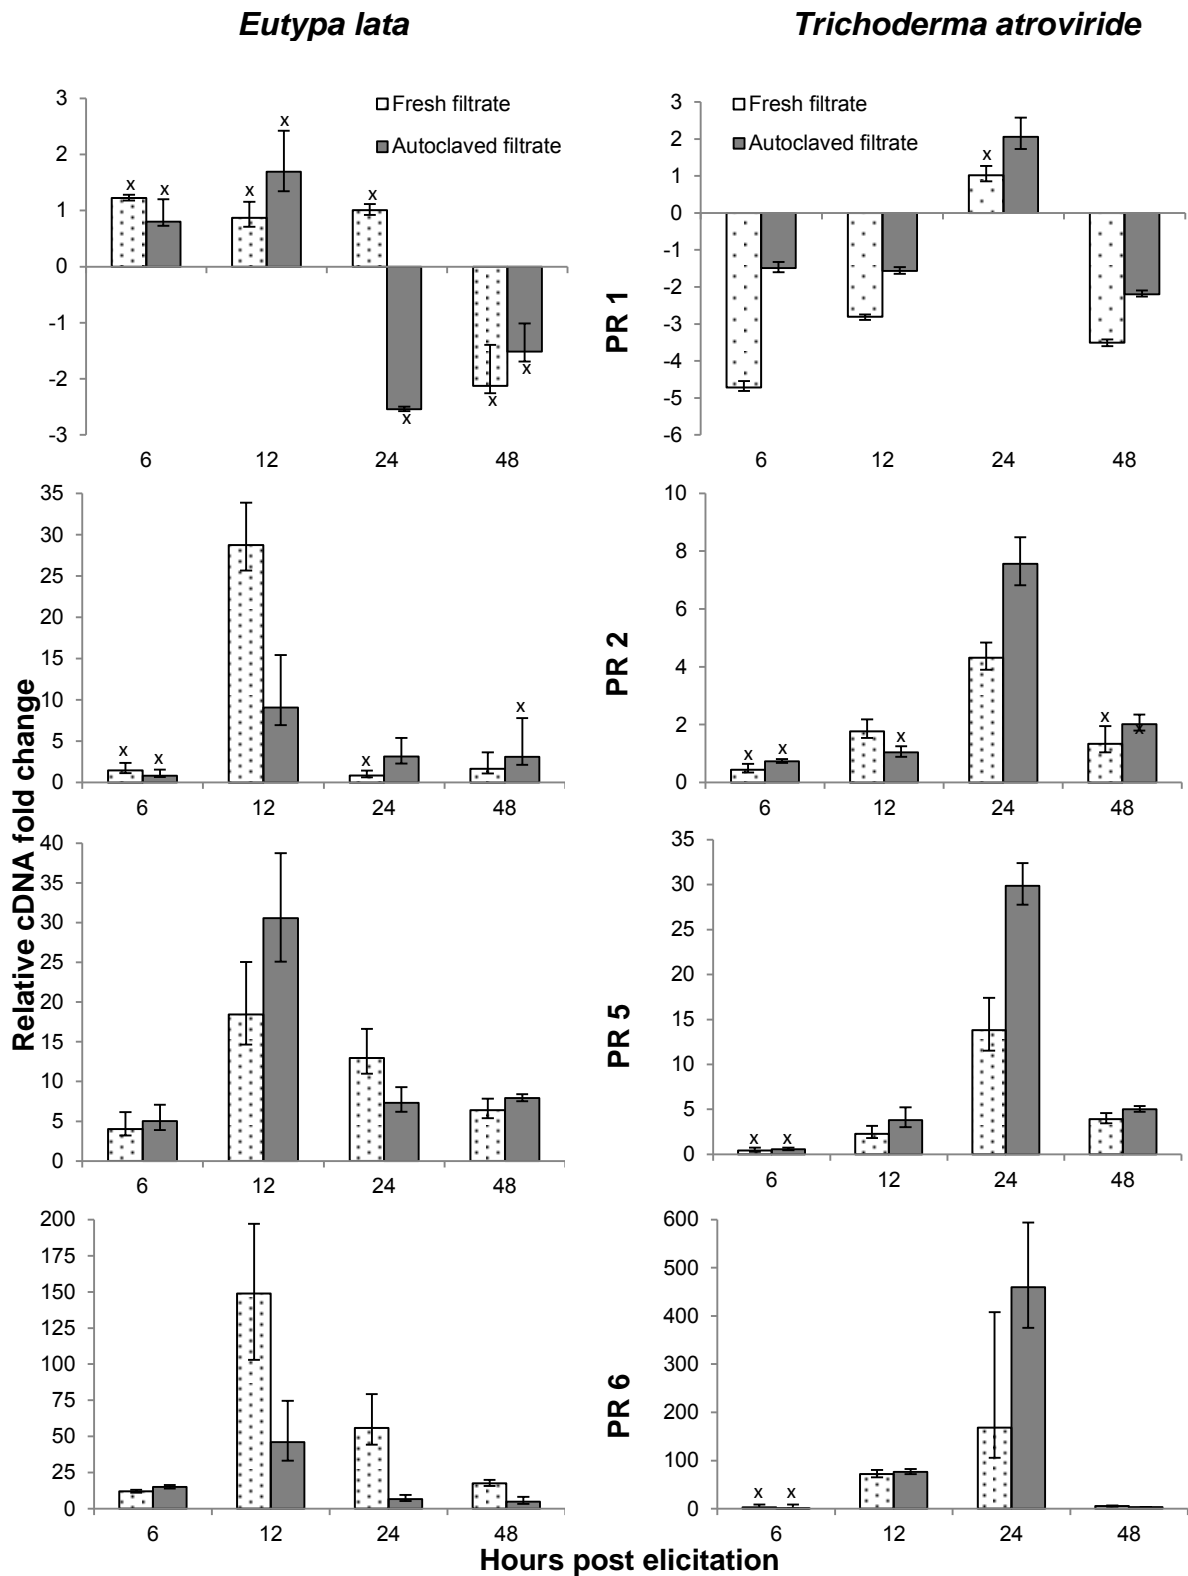 Eutypa lata
Trichoderma atroviride
Fresh filtrate
Autoclaved filtrate
3
2
1
0
-1
-2
-3
x
x
x
x
x
x
x
x
6
12
24
48
PR 1
Fresh filtrate
Autoclaved filtrate
3
2
1
0
-1
-2
-3
-4
-5
-6
x
6
12
24
48
Relative cDNA fold change
35
30
25
20
15
10
5
0
x
x
x
x
6
12
24
48
PR 2
10
8
6
4
2
0
x
x
x
x
x
6
12
24
48
40
35
30
25
20
15
10
5
0
6
12
24
48
PR 5
35
30
25
20
15
10
5
0
x
x
6
12
24
48
200
175
150
125
100
75
50
25
0
6
12
24
48
PR 6
600
500
400
300
200
100
0
x
x
6
12
24
48
Hours post elicitation